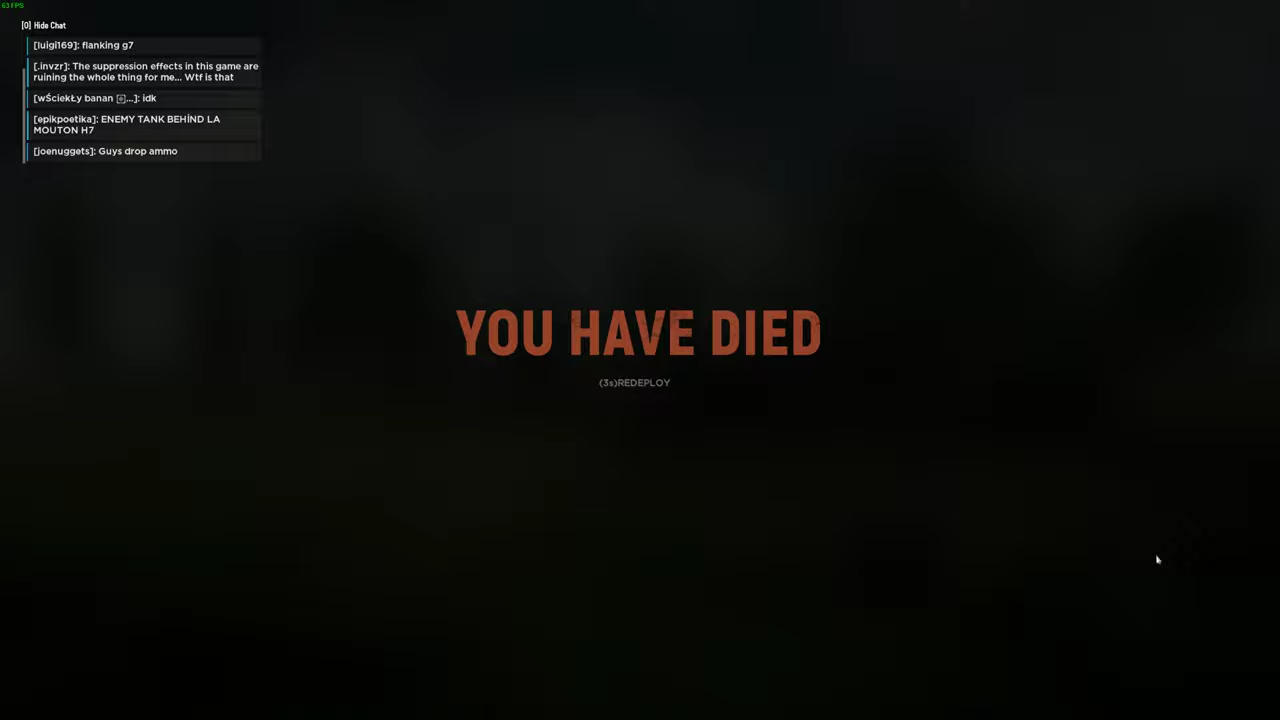 63 FPS
[0] Hide Chat
[luigi169]: flanking g7
[.invzr]: The suppression effects in this game are
ruining the whole thing for me... Wtf is that
[wŚciekŁy banan ...]: idk
[epikpoetika]: ENEMY TANK BEHİND LA
MOUTON H7
[joenuggets]: Guys drop ammo
YOU HAVE DIED
(3s)REDEPLOY